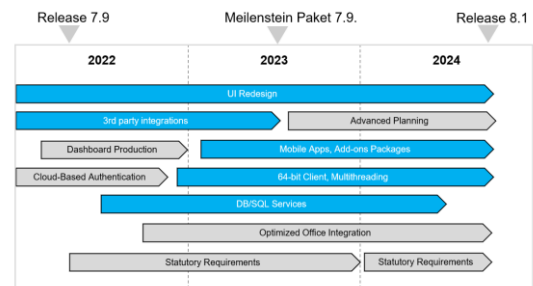 Release 7.9
Meilenstein Paket 7.9.
Release 8.1
2022
2023
2024
UI Redesign
3rd party integrations
Advanced Planning
Dashboard Production
Mobile Apps, Add-ons Packages
Cloud-Based Authentication
64-bit Client, Multithreading
DB/SQL Services
Optimized Office Integration
Statutory Requirements
Statutory Requirements